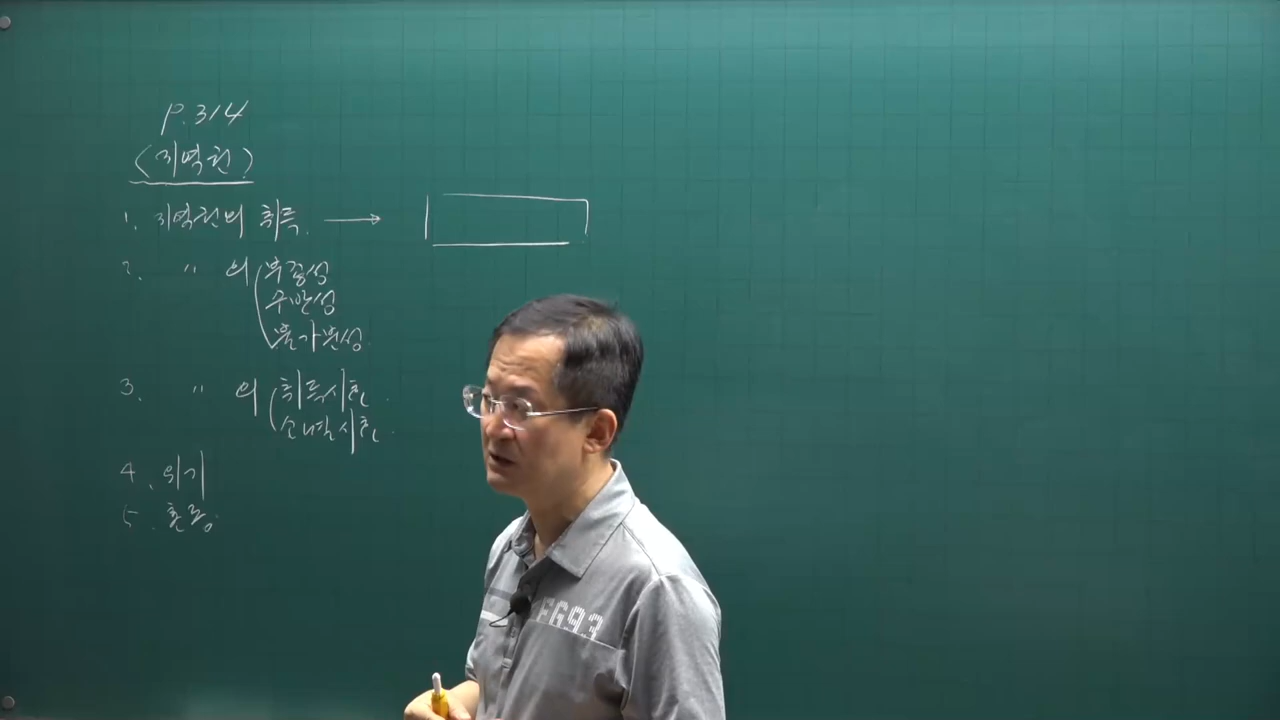 P.314
<지역권>
1. 지역권의 취득 →
2. 〃 의 부종성
수반성
불가분성
3. 〃 의 취득시효
소멸시효
4. 위기
5. 혼동
FG93